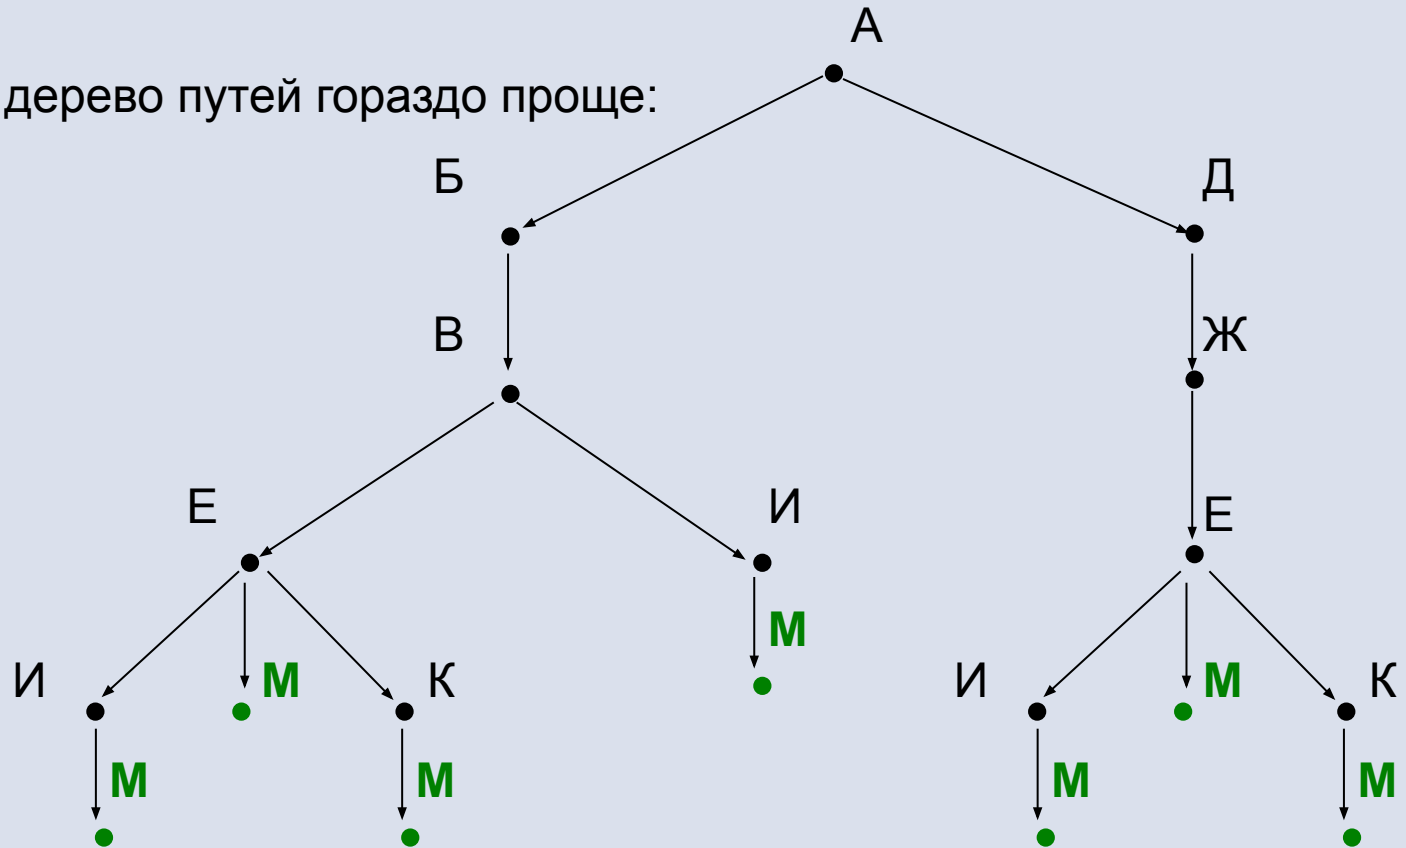 А
дерево путей гораздо проще:
Б Д
В Ж
Е И Е
М
И М К И М К
М М М М